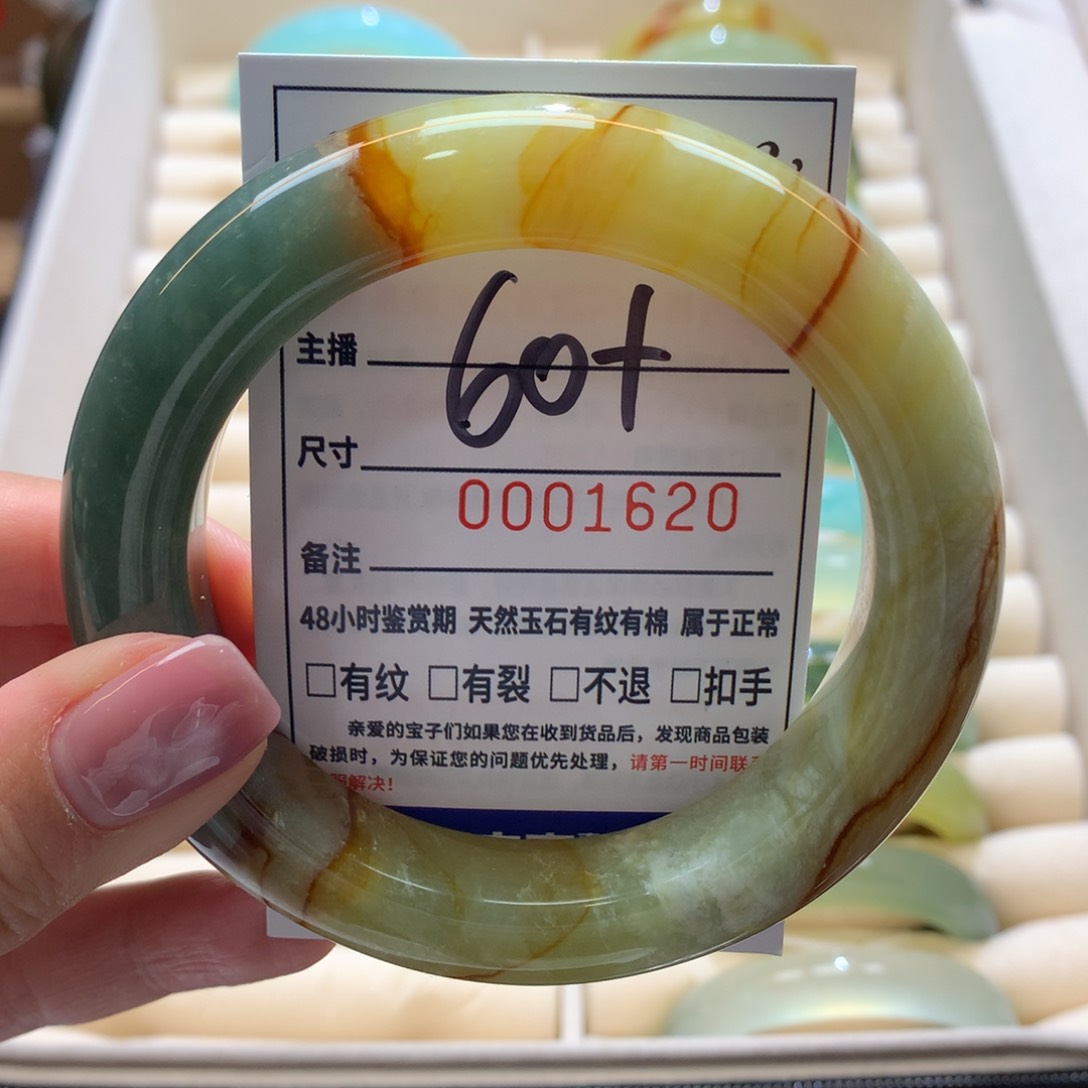 60+
主播
尺寸
0001620
备注
48小时鉴赏期 天然玉石有纹有棉 属于正常
□有纹 □有裂 □不退 □扣手
亲爱的宝子们如果您在收到货品后，发现商品包装
破损时，为保证您的问题优先处理，请第一时间联
解决！